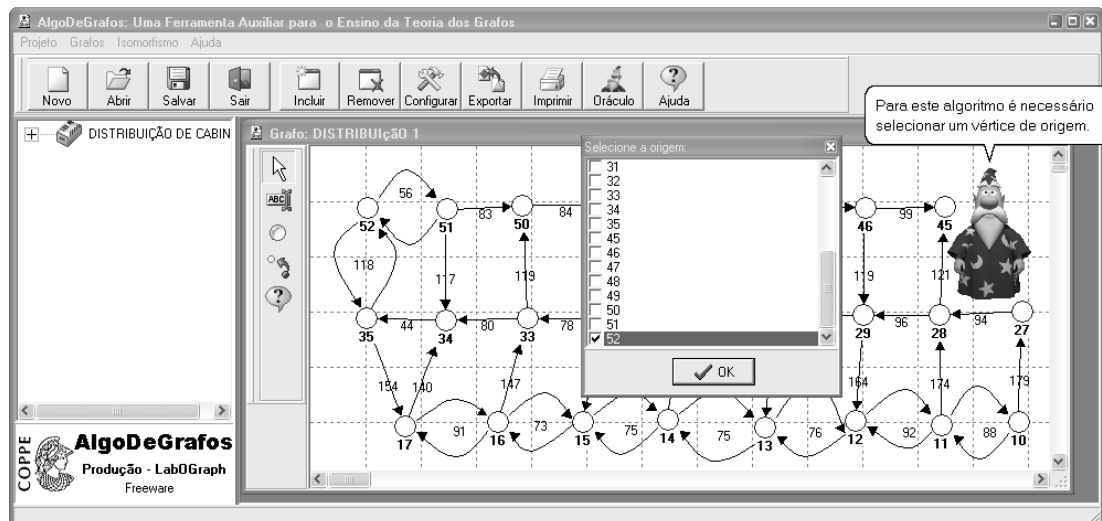 AlgoDeGrafos: Uma Ferramenta Auxiliar para o Ensino da Teoria dos Grafos
Projeto Grafos Isomorfismo Ajuda
Novo Abrir Salvar Sair Incluir Remover Configurar Exportar Imprimir Oráculo Ajuda
Para este algoritmo é necessário
selecionar um vértice de origem.
DISTRIBUIÇÃO DE CABIN
Grafo: DISTRIBUIçãO 1
ABC
Selecione a origem:
31
32
33
34
35
45
46
47
48
49
50
51
52
OK
56 83 84 99
52 51 50 46 45
118 117 119 119 121
44 80 78 96 94
35 34 33 29 28 27
154 140 147 164 174 179
91 73 75 75 76 92 88
17 16 15 14 13 12 11 10
COPPE
AlgoDeGrafos
Produção - LabOGraph
Freeware